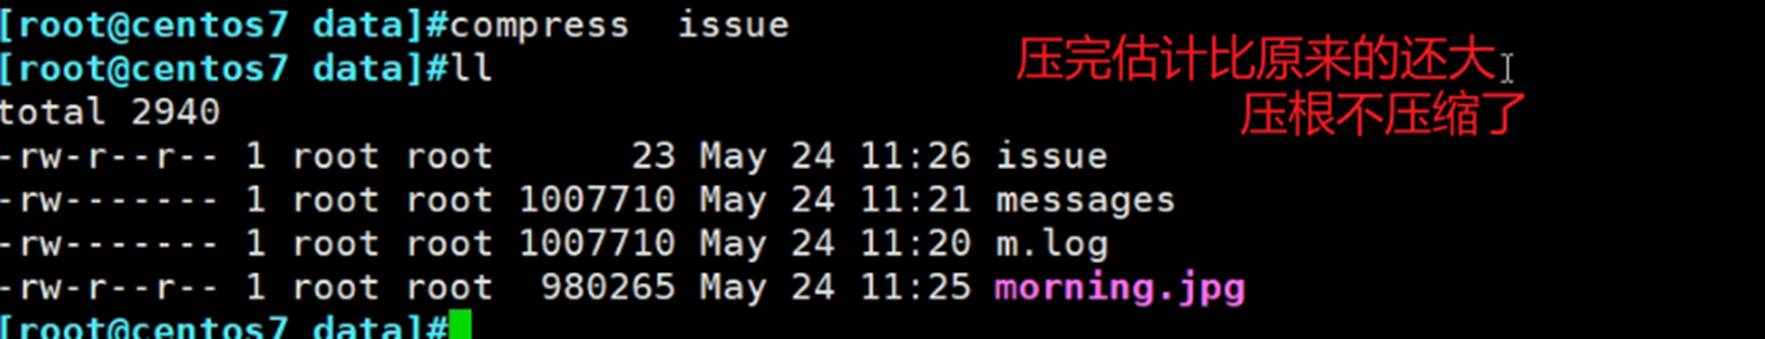 [root@centos7 data]#compress  issue
[root@centos7 data]#ll
压完估计比原来的还大
total 2940
压根不压缩了
-rw-r--r-- 1 root root      23 May 24 11:26 issue
-rw------- 1 root root 1007710 May 24 11:21 messages
-rw------- 1 root root 1007710 May 24 11:20 m.log
-rw-r--r-- 1 root root  980265 May 24 11:25 morning.jpg
[root@centos7 data]#